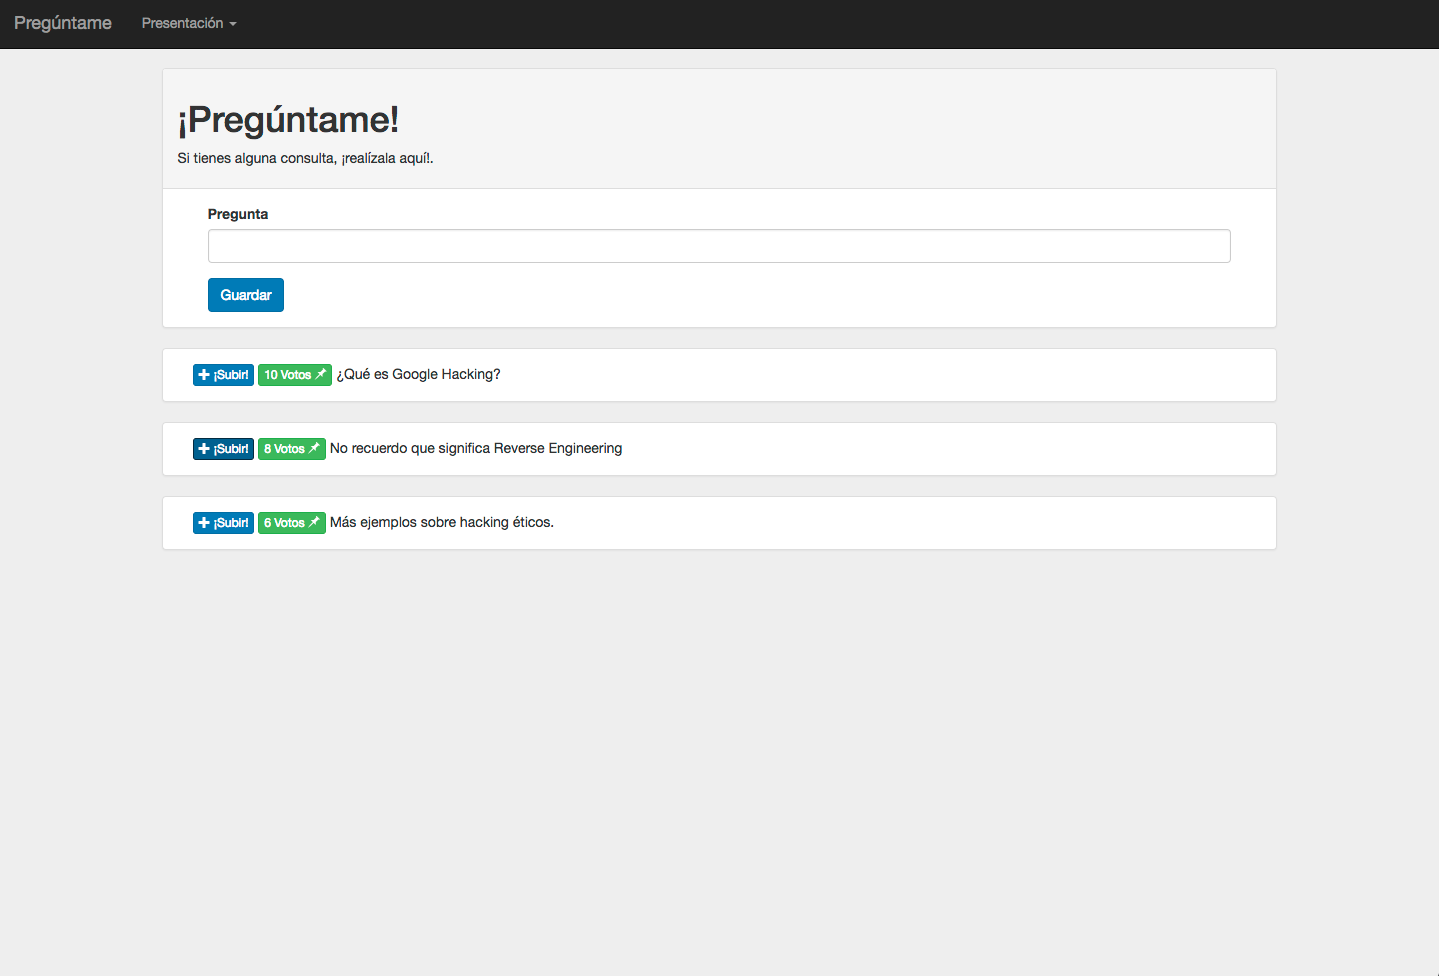 Pregúntame Presentación
¡Pregúntame!
Si tienes alguna consulta, ¡realízala aquí!.
Pregunta
Guardar
¡Subir! 10 Votos ¿Qué es Google Hacking?
¡Subir! 8 Votos No recuerdo que significa Reverse Engineering
¡Subir! 6 Votos Más ejemplos sobre hacking éticos.